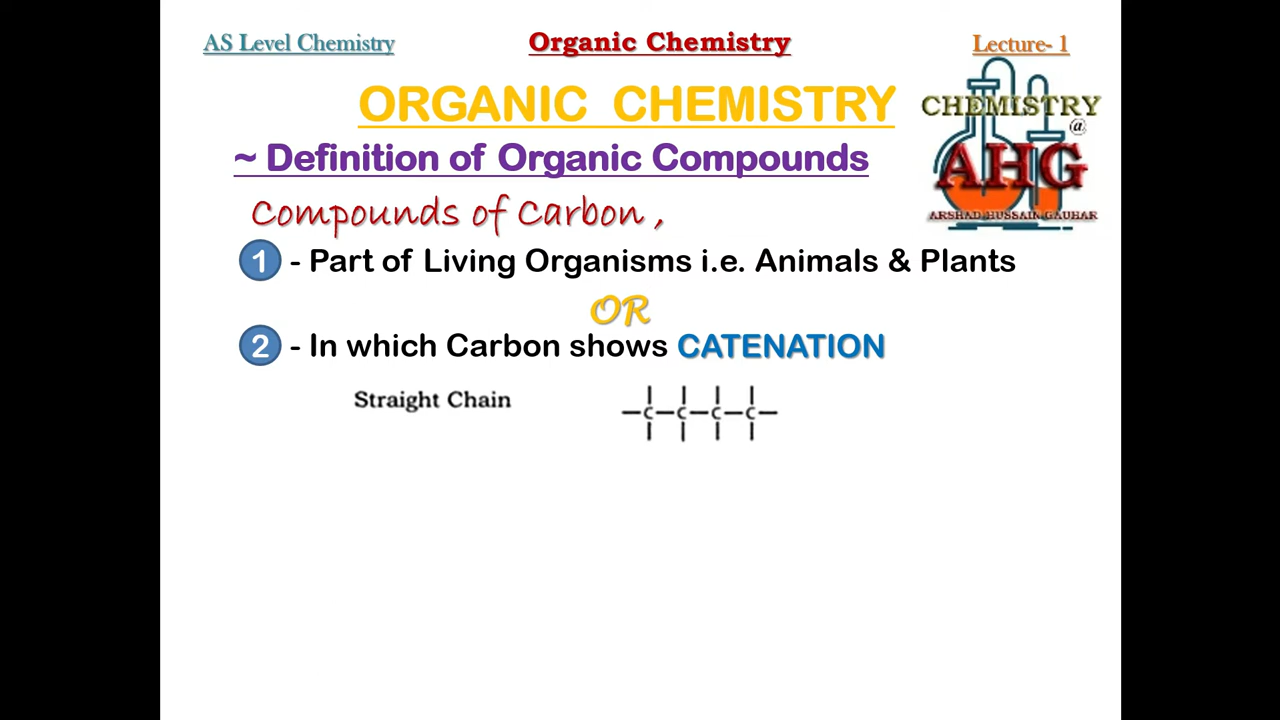 AS Level Chemistry
Organic Chemistry
Lecture- 1
ORGANIC CHEMISTRY
CHEMISTRY
@
AHG
ARSHAD HUSSAIN GAUHAR
~ Definition of Organic Compounds
Compounds of Carbon ,
1 - Part of Living Organisms i.e. Animals & Plants
OR
2 - In which Carbon shows CATENATION
Straight Chain
C C C C